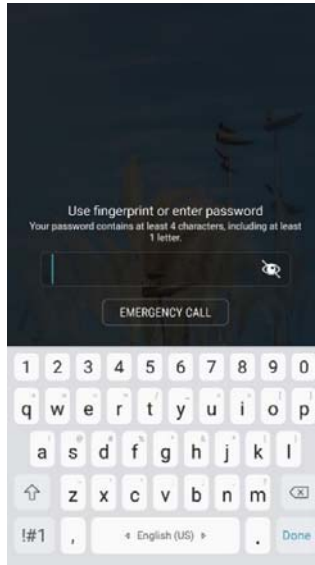 Use fingerprint or enter password
Your password contains at least 4 characters, including at least
1 letter.
EMERGENCY CALL
1 2 3 4 5 6 7 8 9 0
q w e r t y u i o p
a s d f g h j k l
z x c v b n m
!#1 , English (US) . Done